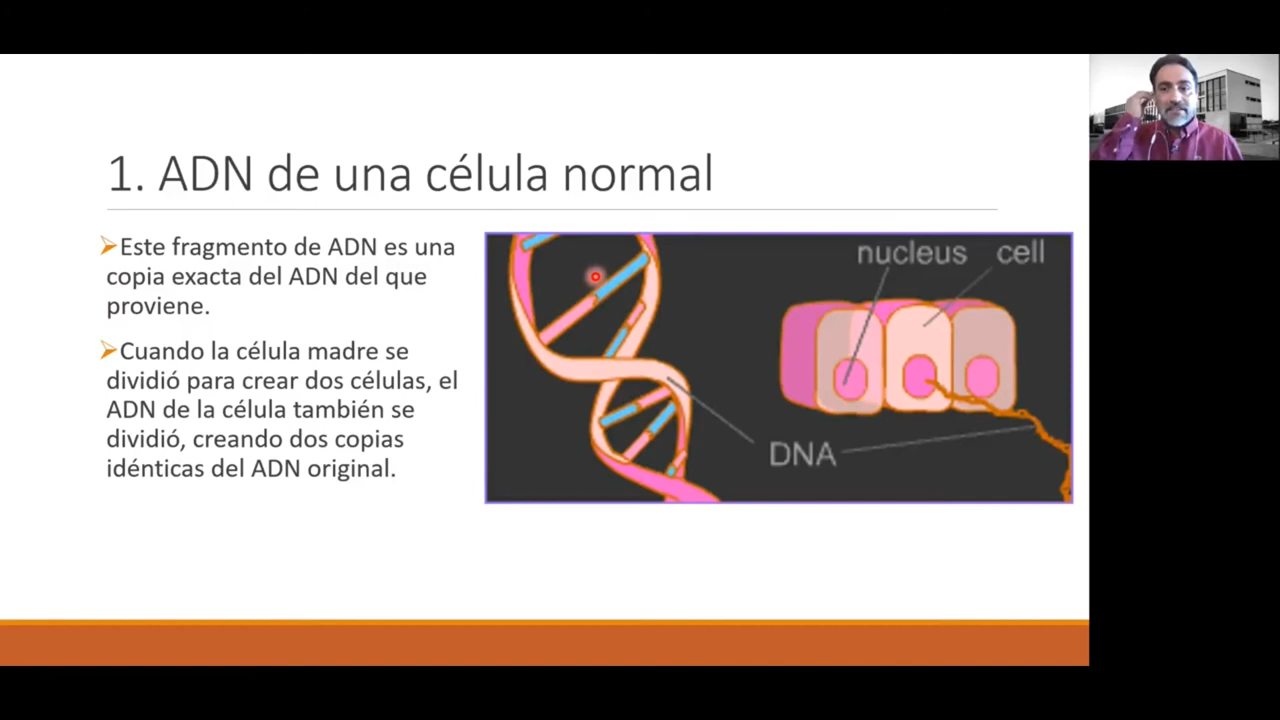 1. ADN de una célula normal
Este fragmento de ADN es una
copia exacta del ADN del que
proviene.
Cuando la célula madre se
dividió para crear dos células, el
ADN de la célula también se
dividió, creando dos copias
idénticas del ADN original.
nucleus cell
DNA